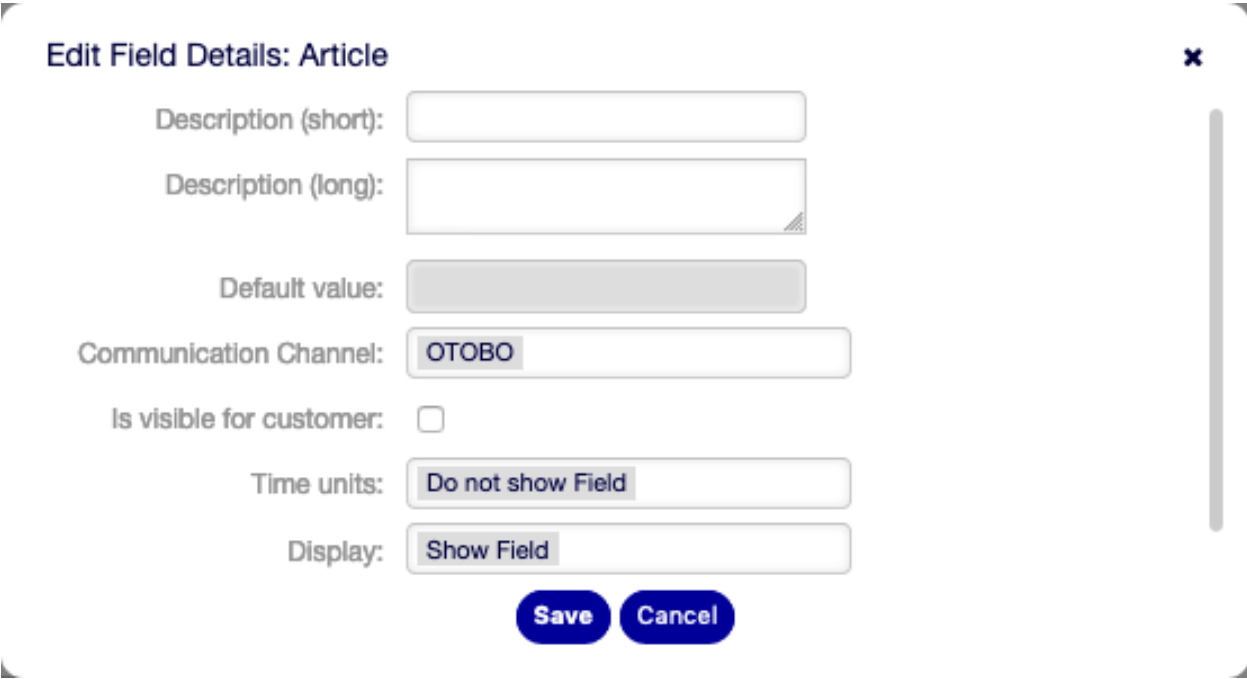 Edit Field Details: Article
Description (short):
Description (long):
Default value:
Communication Channel: OTOBO
Is visible for customer:
Time units: Do not show Field
Display: Show Field
Save Cancel